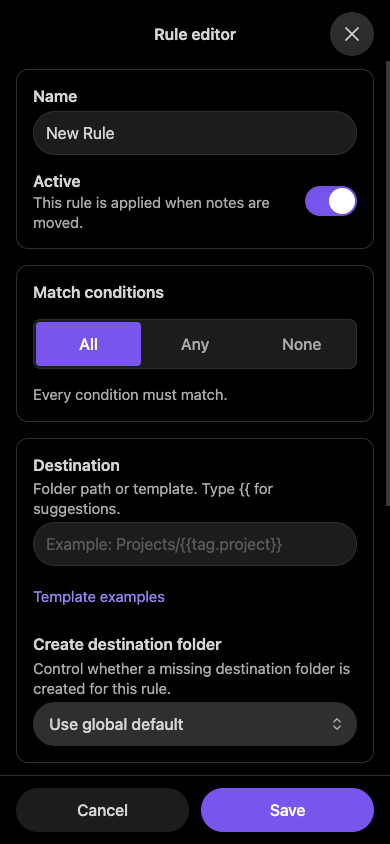 Rule editor
Name
New Rule
Active
This rule is applied when notes are
moved.
Match conditions
All
Any
None
Every condition must match.
Destination
Folder path or template. Type {{ for
suggestions.
Example: Projects/{{tag.project}}
Template examples
Create destination folder
Control whether a missing destination folder is
created for this rule.
Use global default
Cancel
Save